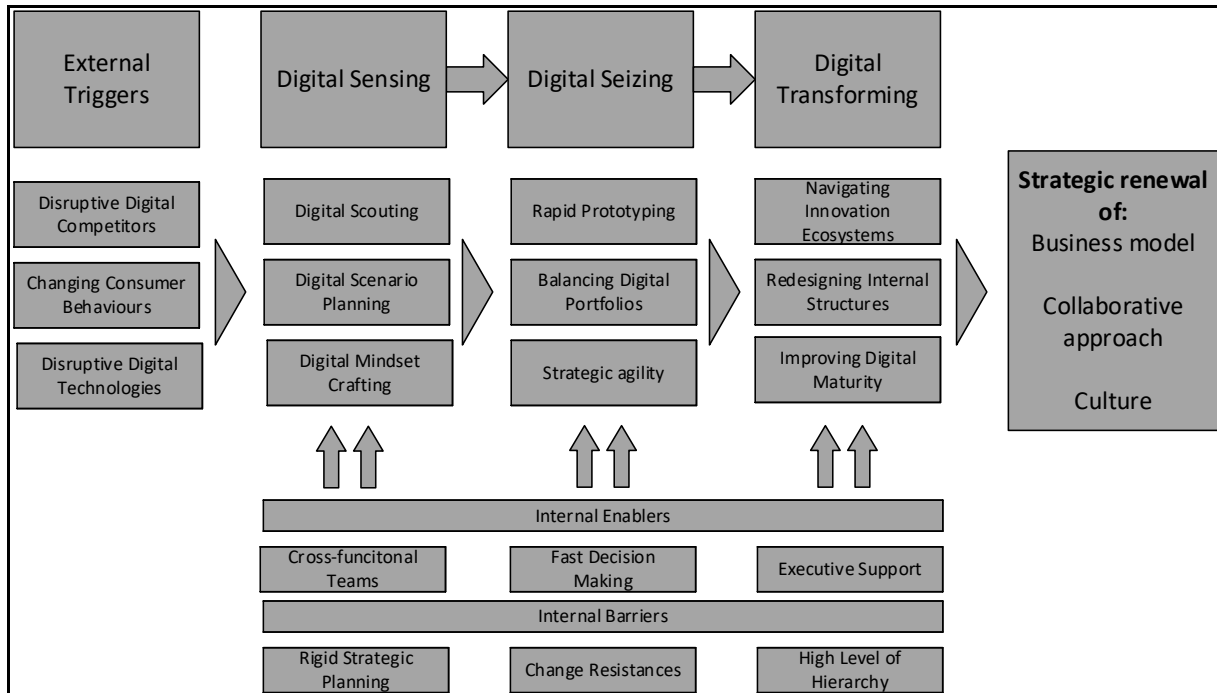 External
Triggers
Digital Sensing
Digital Seizing
Digital
Transforming
Disruptive Digital
Competitors
Changing Consumer
Behaviours
Disruptive Digital
Technologies
Digital Scouting
Digital Scenario
Planning
Digital Mindset
Crafting
Rapid Prototyping
Balancing Digital
Portfolios
Strategic agility
Navigating
Innovation
Ecosystems
Redesigning Internal
Structures
Improving Digital
Maturity
Strategic renewal
of:
Business model
Collaborative
approach
Culture
Internal Enablers
Cross-funcitonal
Teams
Fast Decision
Making
Executive Support
Internal Barriers
Rigid Strategic
Planning
Change Resistances
High Level of
Hierarchy